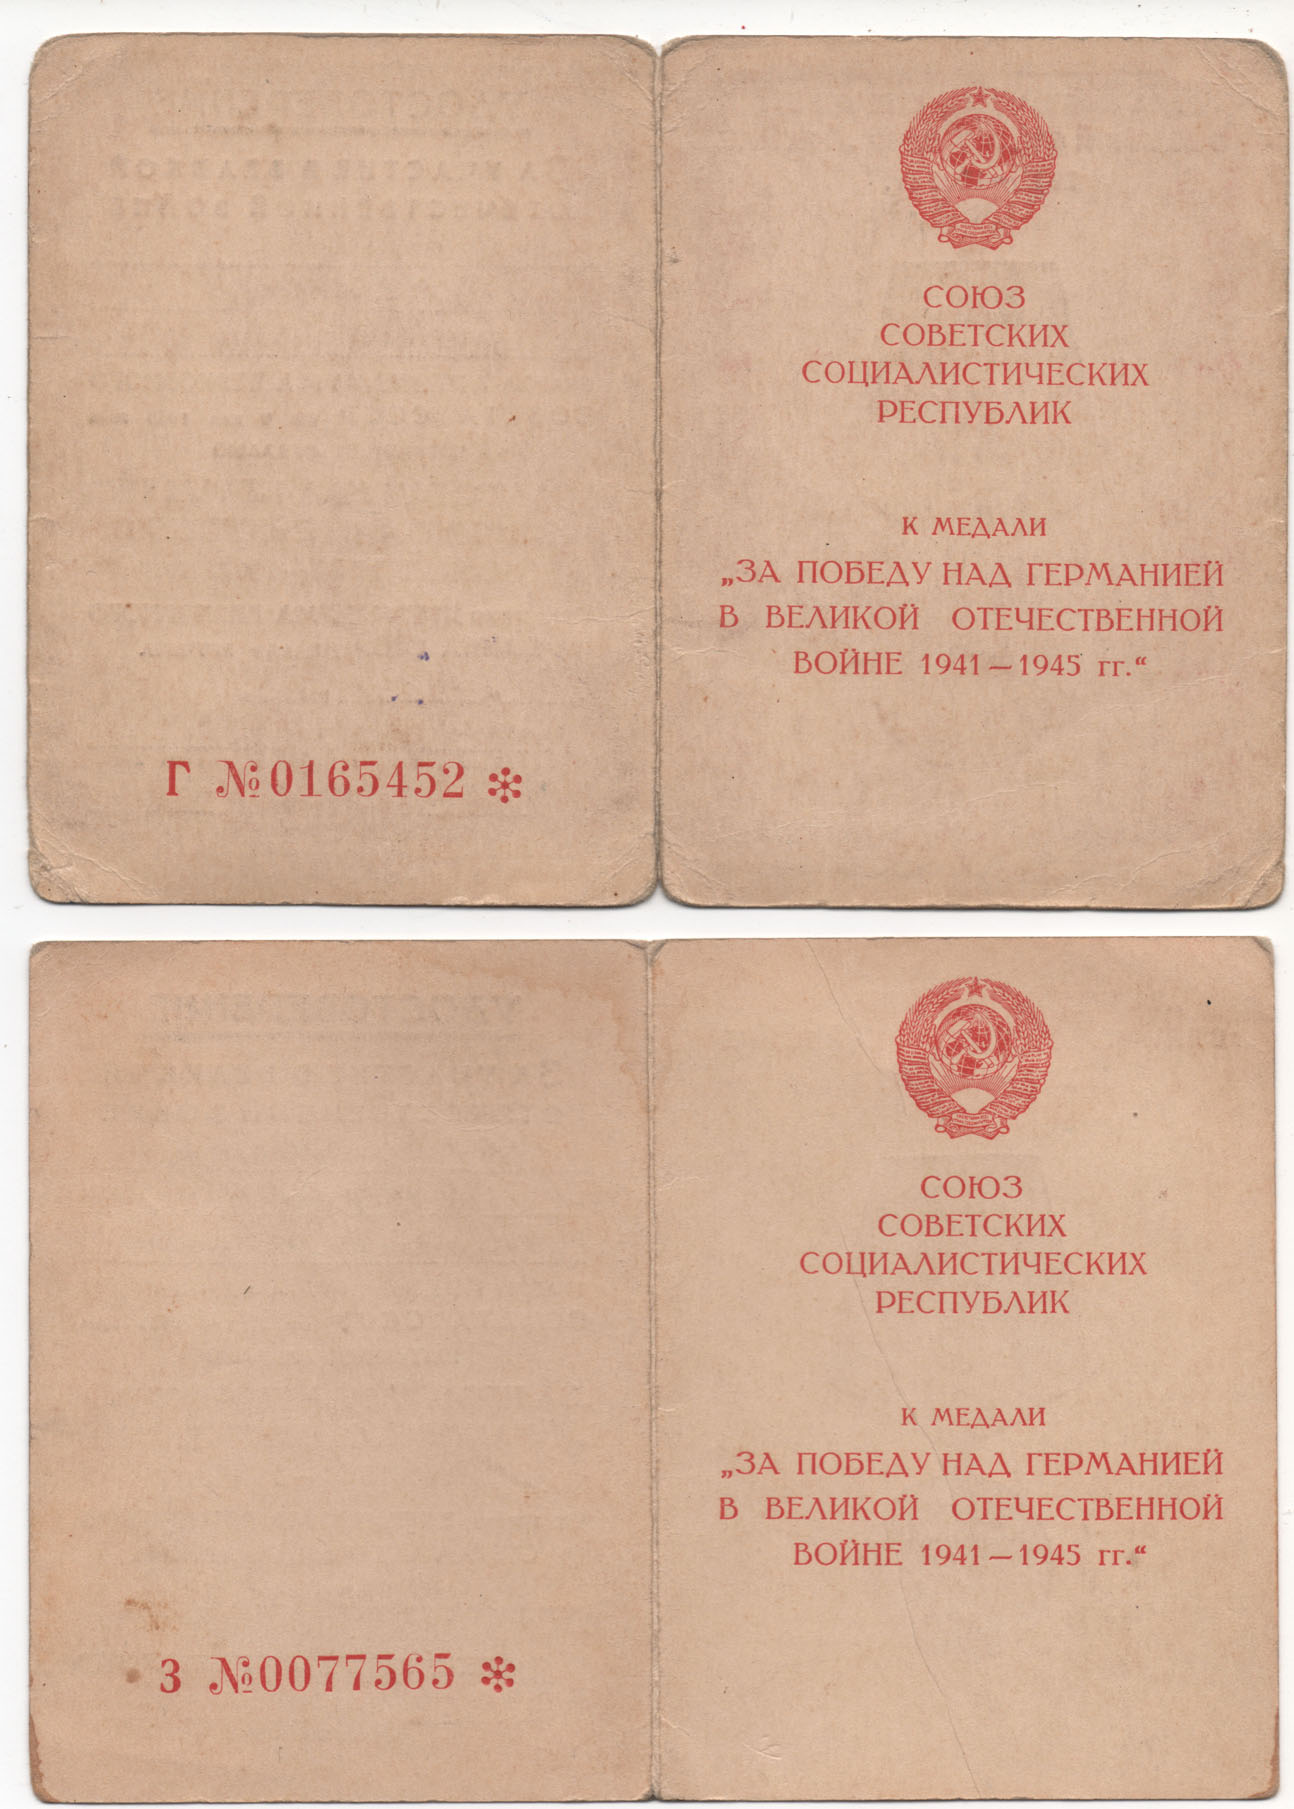 Г №0165452 *
СОЮЗ
СОВЕТСКИХ
СОЦИАЛИСТИЧЕСКИХ
РЕСПУБЛИК
К МЕДАЛИ
„ЗА ПОБЕДУ НАД ГЕРМАНИЕЙ
В ВЕЛИКОЙ ОТЕЧЕСТВЕННОЙ
ВОЙНЕ 1941—1945 гг.“
З №0077565 *
СОЮЗ
СОВЕТСКИХ
СОЦИАЛИСТИЧЕСКИХ
РЕСПУБЛИК
К МЕДАЛИ
„ЗА ПОБЕДУ НАД ГЕРМАНИЕЙ
В ВЕЛИКОЙ ОТЕЧЕСТВЕННОЙ
ВОЙНЕ 1941—1945 гг.“